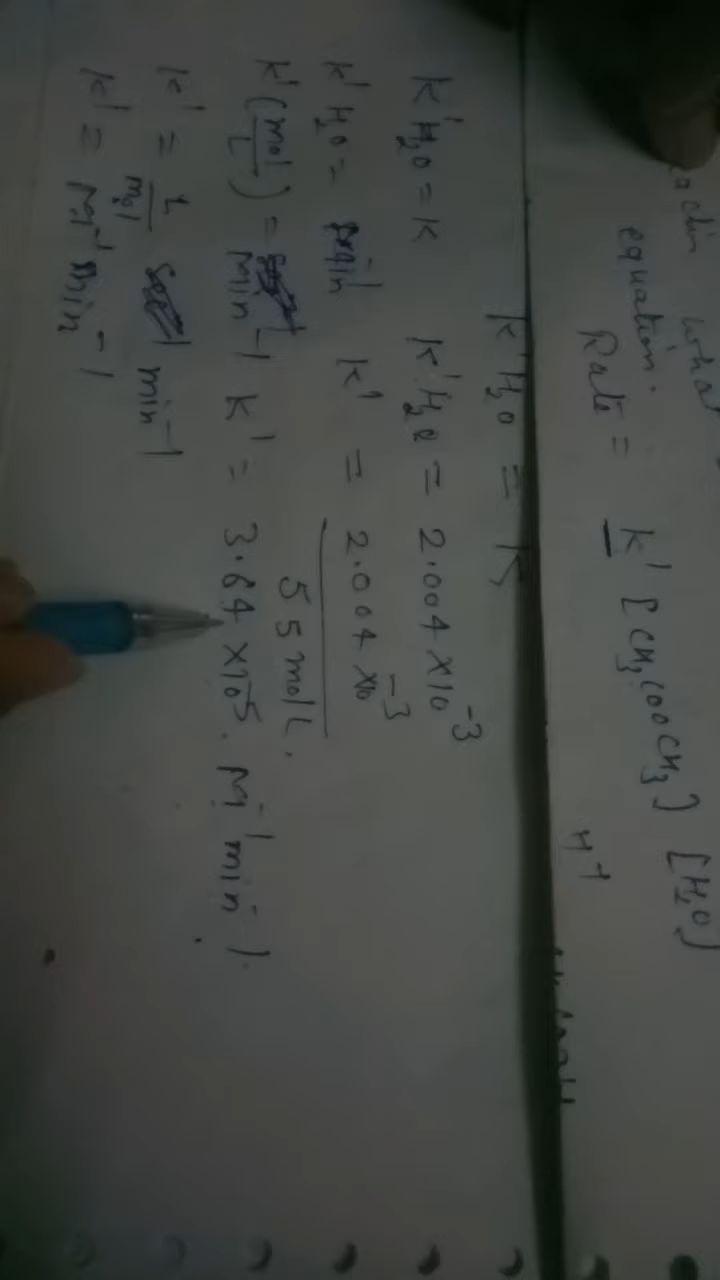 what
equation.
Rate = k' [CH3COOCH3] [H2O]
H+
k'H2O = k
k'H2O = k k'H2O = 2.004 × 10-3
k'H2O = min-1 k' = 2.004 × 10-3
55 mol L.
k' (mol/L) = min-1 k' = 3.64 × 10-5. M-1 min-1.
k' = L/mol min-1
k' = M-1 min-1